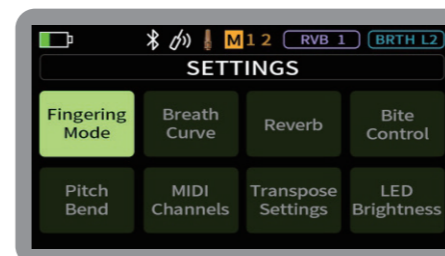 M 1 2 RVB 1 BRTH L2
SETTINGS
Fingering
Mode
Breath
Curve
Reverb
Bite
Control
Pitch
Bend
MIDI
Channels
Transpose
Settings
LED
Brightness